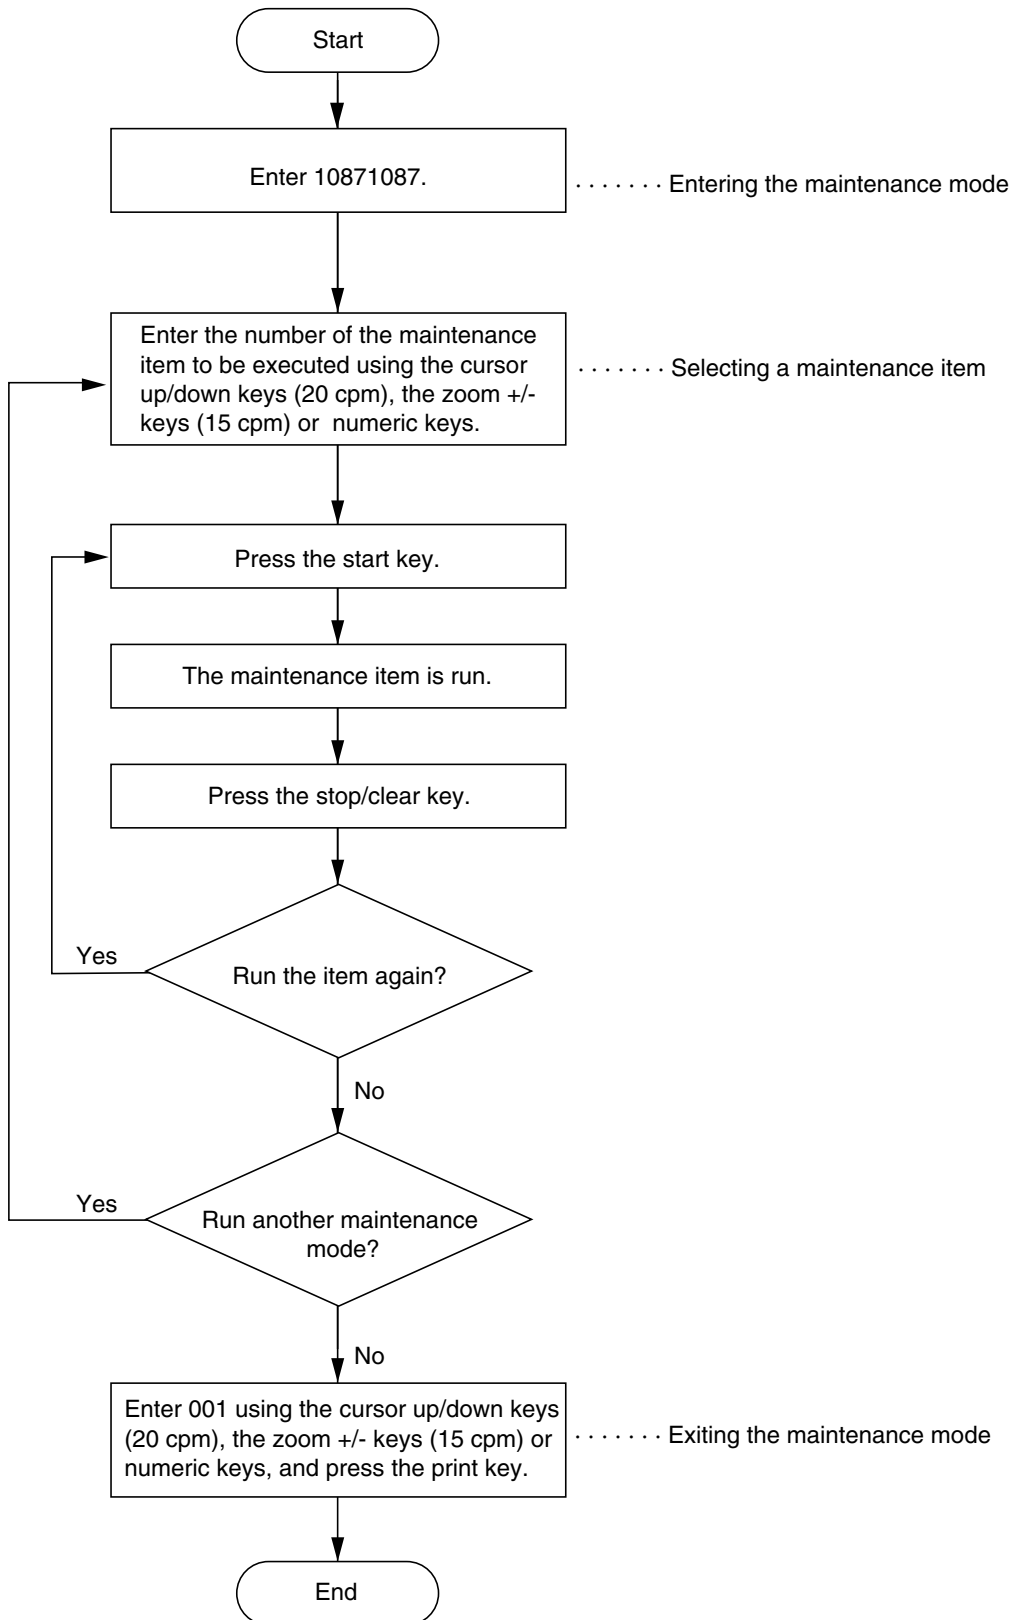 Start
Enter 10871087.
. . . . . . . Entering the maintenance mode
Enter the number of the maintenance
item to be executed using the cursor
up/down keys (20 cpm), the zoom +/-
keys (15 cpm) or  numeric keys.
. . . . . . . Selecting a maintenance item
Press the start key.
The maintenance item is run.
Press the stop/clear key.
Yes
Run the item again?
No
Yes
Run another maintenance
mode?
No
Enter 001 using the cursor up/down keys
(20 cpm), the zoom +/- keys (15 cpm) or
numeric keys, and press the print key.
. . . . . . . Exiting the maintenance mode
End